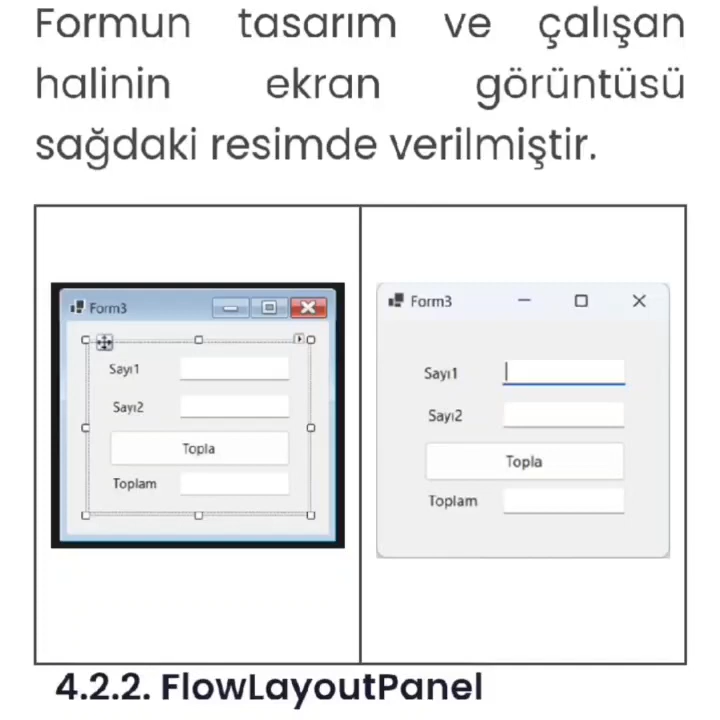 Formun tasarım ve çalışan
halinin ekran görüntüsü
sağdaki resimde verilmiştir.
Form3
Sayı1
Sayı2
Topla
Toplam
Form3
Sayı1
Sayı2
Topla
Toplam
4.2.2. FlowLayoutPanel